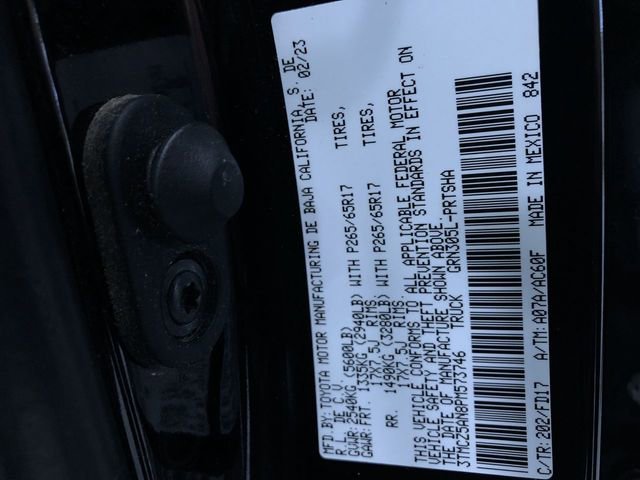 MFD.BY:TOYOTA MOTOR MANUFACTURING DE BAJA CALIFORNIA, S. DE
R.L. DE C.V. DATE: 02/23
GVWR:2540KG(5600LB)
GAWR:FRT. 1335KG(2940LB)WITH P265/65R17 TIRES,
17X7.5J RIMS,
RR. 1490KG(3280LB)WITH P265/65R17 TIRES,
17X7.5J RIMS.
THIS VEHICLE CONFORMS TO ALL APPLICABLE FEDERAL MOTOR
VEHICLE SAFETY AND THEFT PREVENTION STANDARDS IN EFFECT ON
THE DATE OF MANUFACTURE SHOWN ABOVE.
3TMCZ5AN8PM573746 TRUCK GRN305L-PRTSHA
C/TR:202/FD17 A/TM:A07A/AC60F MADE IN MEXICO 842